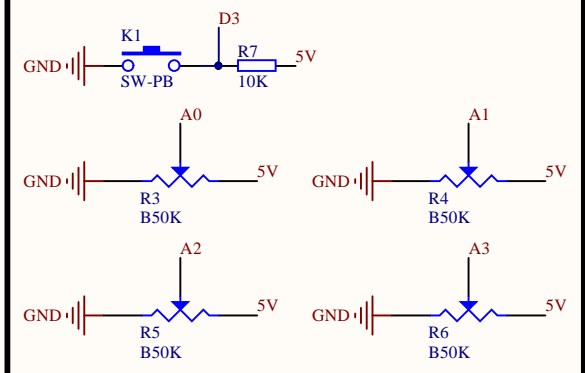 D3
K1
R7
GND
5V
SW-PB
10K
A0
A1
GND
5V
GND
5V
R3
R4
B50K
B50K
A2
A3
GND
5V
GND
5V
R5
R6
B50K
B50K